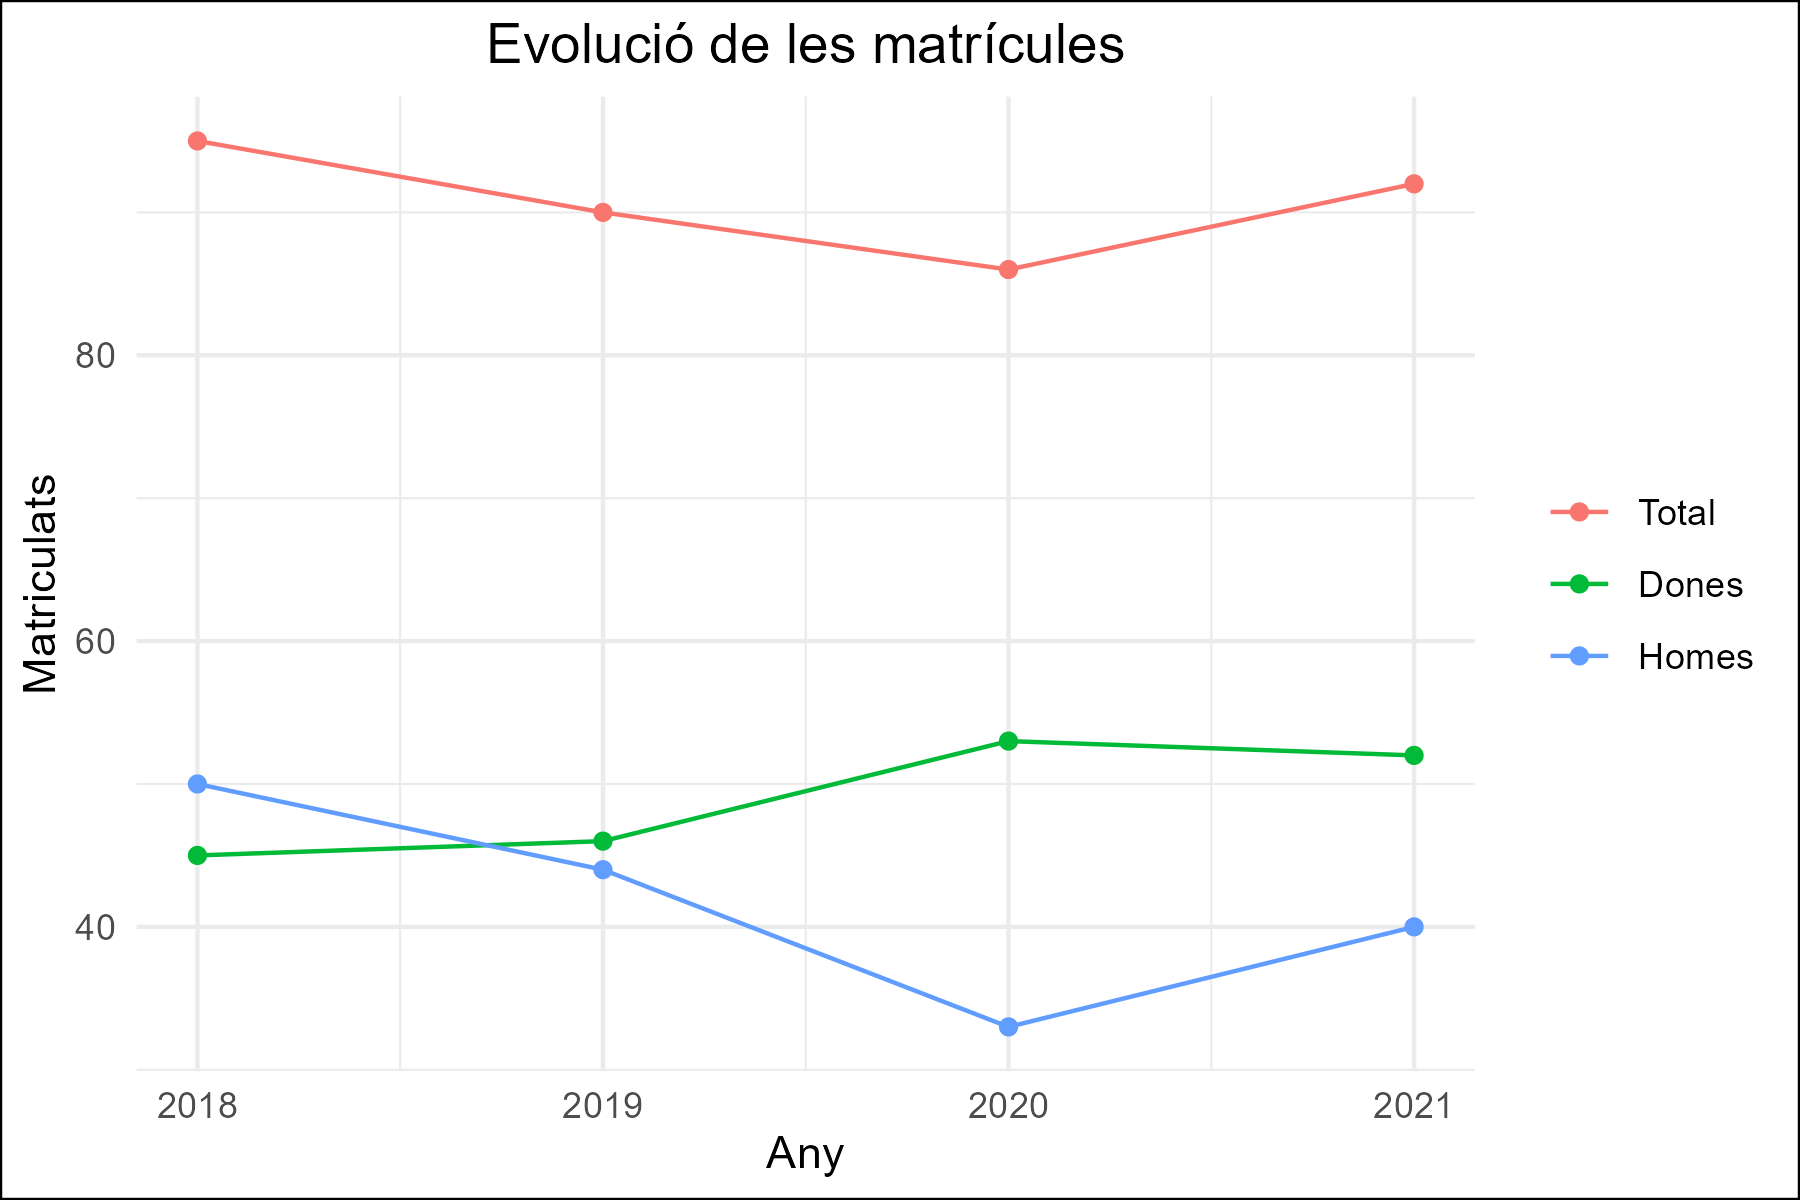 Evolució de les matrícules
Matriculats
80
60
40
2018 2019 2020 2021
Any
Total
Dones
Homes